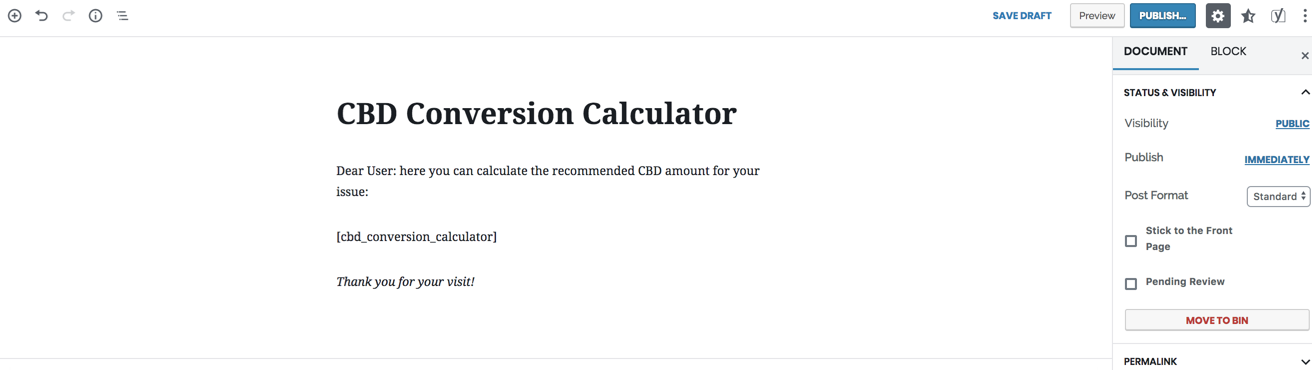 SAVE DRAFT
Preview
PUBLISH...
DOCUMENT
BLOCK
CBD Conversion Calculator
Dear User: here you can calculate the recommended CBD amount for your
issue:
[cbd_conversion_calculator]
Thank you for your visit!
STATUS & VISIBILITY
Visibility
PUBLIC
Publish
IMMEDIATELY
Post Format
Standard
Stick to the Front
Page
Pending Review
MOVE TO BIN
PERMALINK